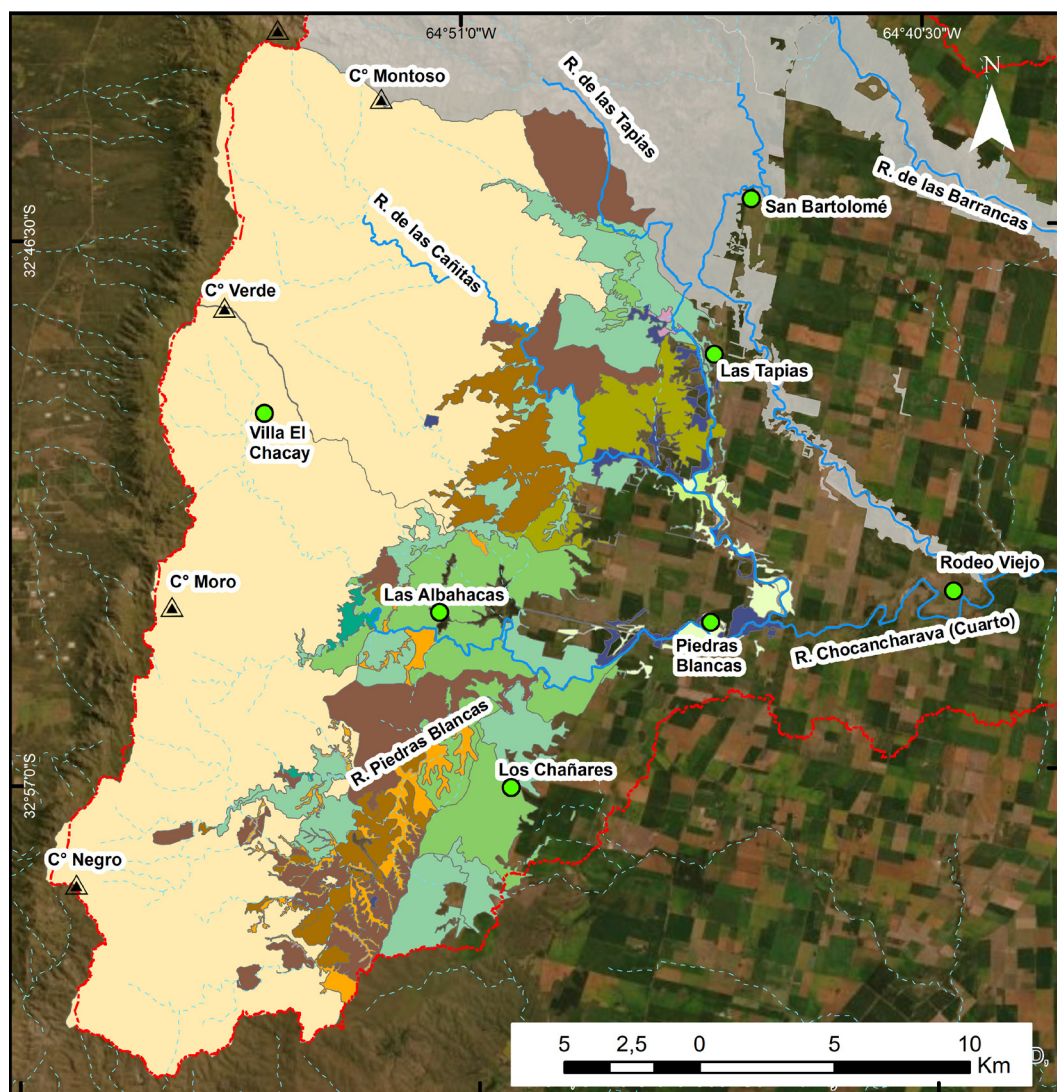 64°51'0"W
64°40'30"W
N
C° Montoso
R. de las Tapias
R. de las Barrancas
San Bartolomé
32°46'30"S
R. de las Cañitas
C° Verde
Las Tapias
Villa El
Chacay
C° Moro
Las Albahacas
Rodeo Viejo
Piedras
Blancas
R. Chocancharava (Cuarto)
R. Piedras Blancas
Los Chañares
32°57'0"S
C° Negro
5 2,5 0 5 10
Km